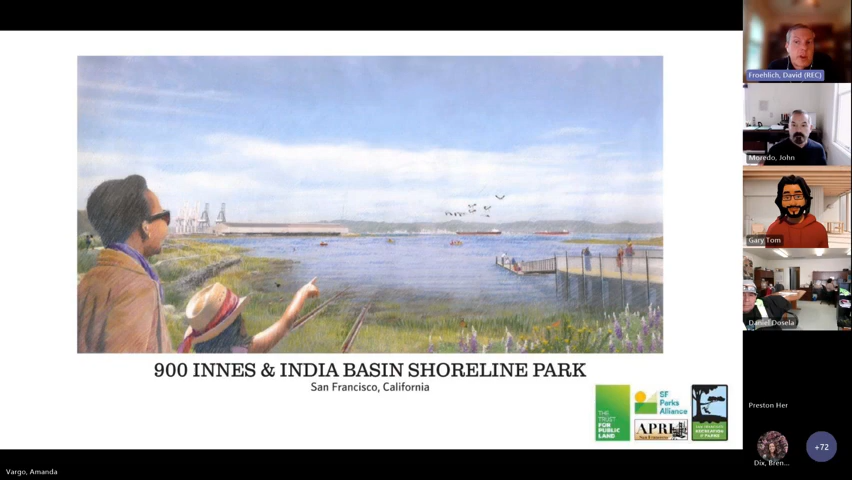 900 INNES & INDIA BASIN SHORELINE PARK
San Francisco, California
THE
TRUST
FOR
PUBLIC
LAND
SF
Parks
Alliance
APRI
Froehlich, David (REC)
Moredo, John
Gary Tom
Daniel Dosela
Preston Her
Dix, Bren...
+72
Vargo, Amanda